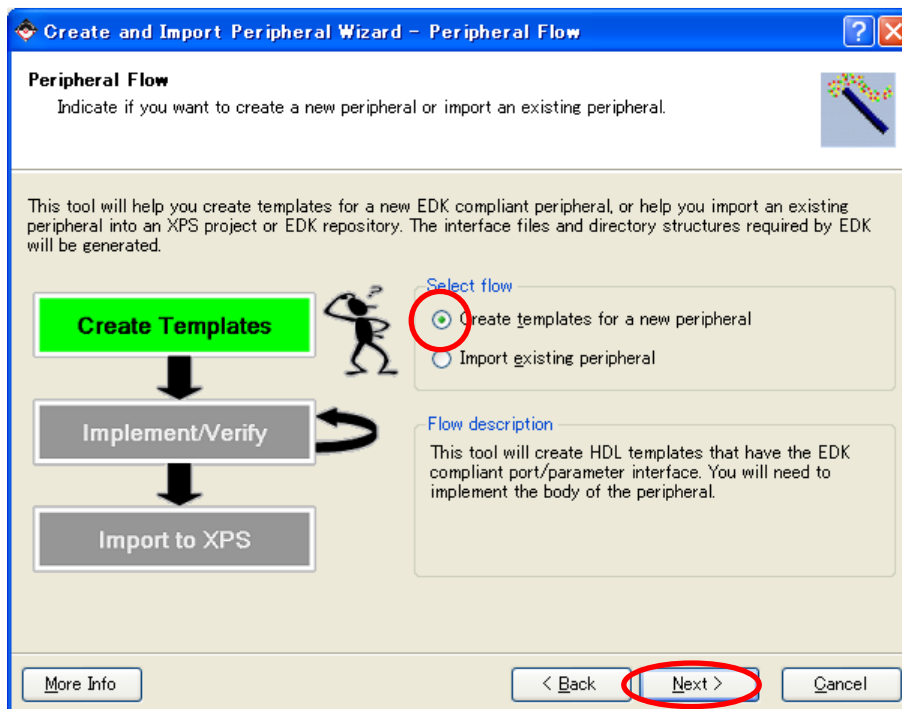 Create and Import Peripheral Wizard - Peripheral Flow
?
Peripheral Flow
Indicate if you want to create a new peripheral or import an existing peripheral.
This tool will help you create templates for a new EDK compliant peripheral, or help you import an existing
peripheral into an XPS project or EDK repository. The interface files and directory structures required by EDK
will be generated.
Create Templates
?
Implement/Verify
Import to XPS
Select flow
Create templates for a new peripheral
Import existing peripheral
Flow description
This tool will create HDL templates that have the EDK
compliant port/parameter interface. You will need to
implement the body of the peripheral.
More Info
< Back
Next >
Cancel